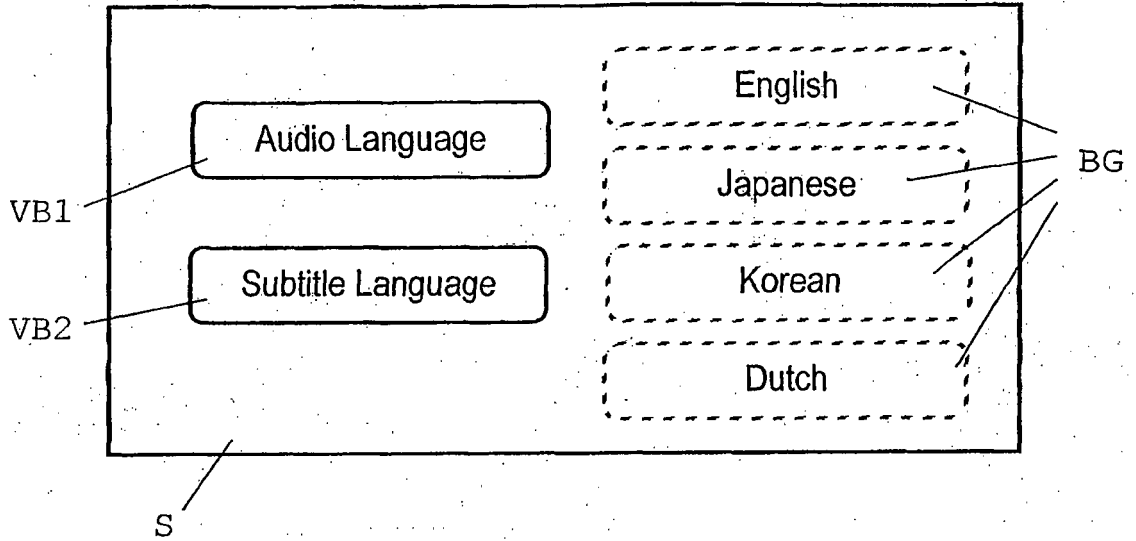 English
Audio Language
Japanese
BG
VB1
Subtitle Language
Korean
VB2
Dutch
S